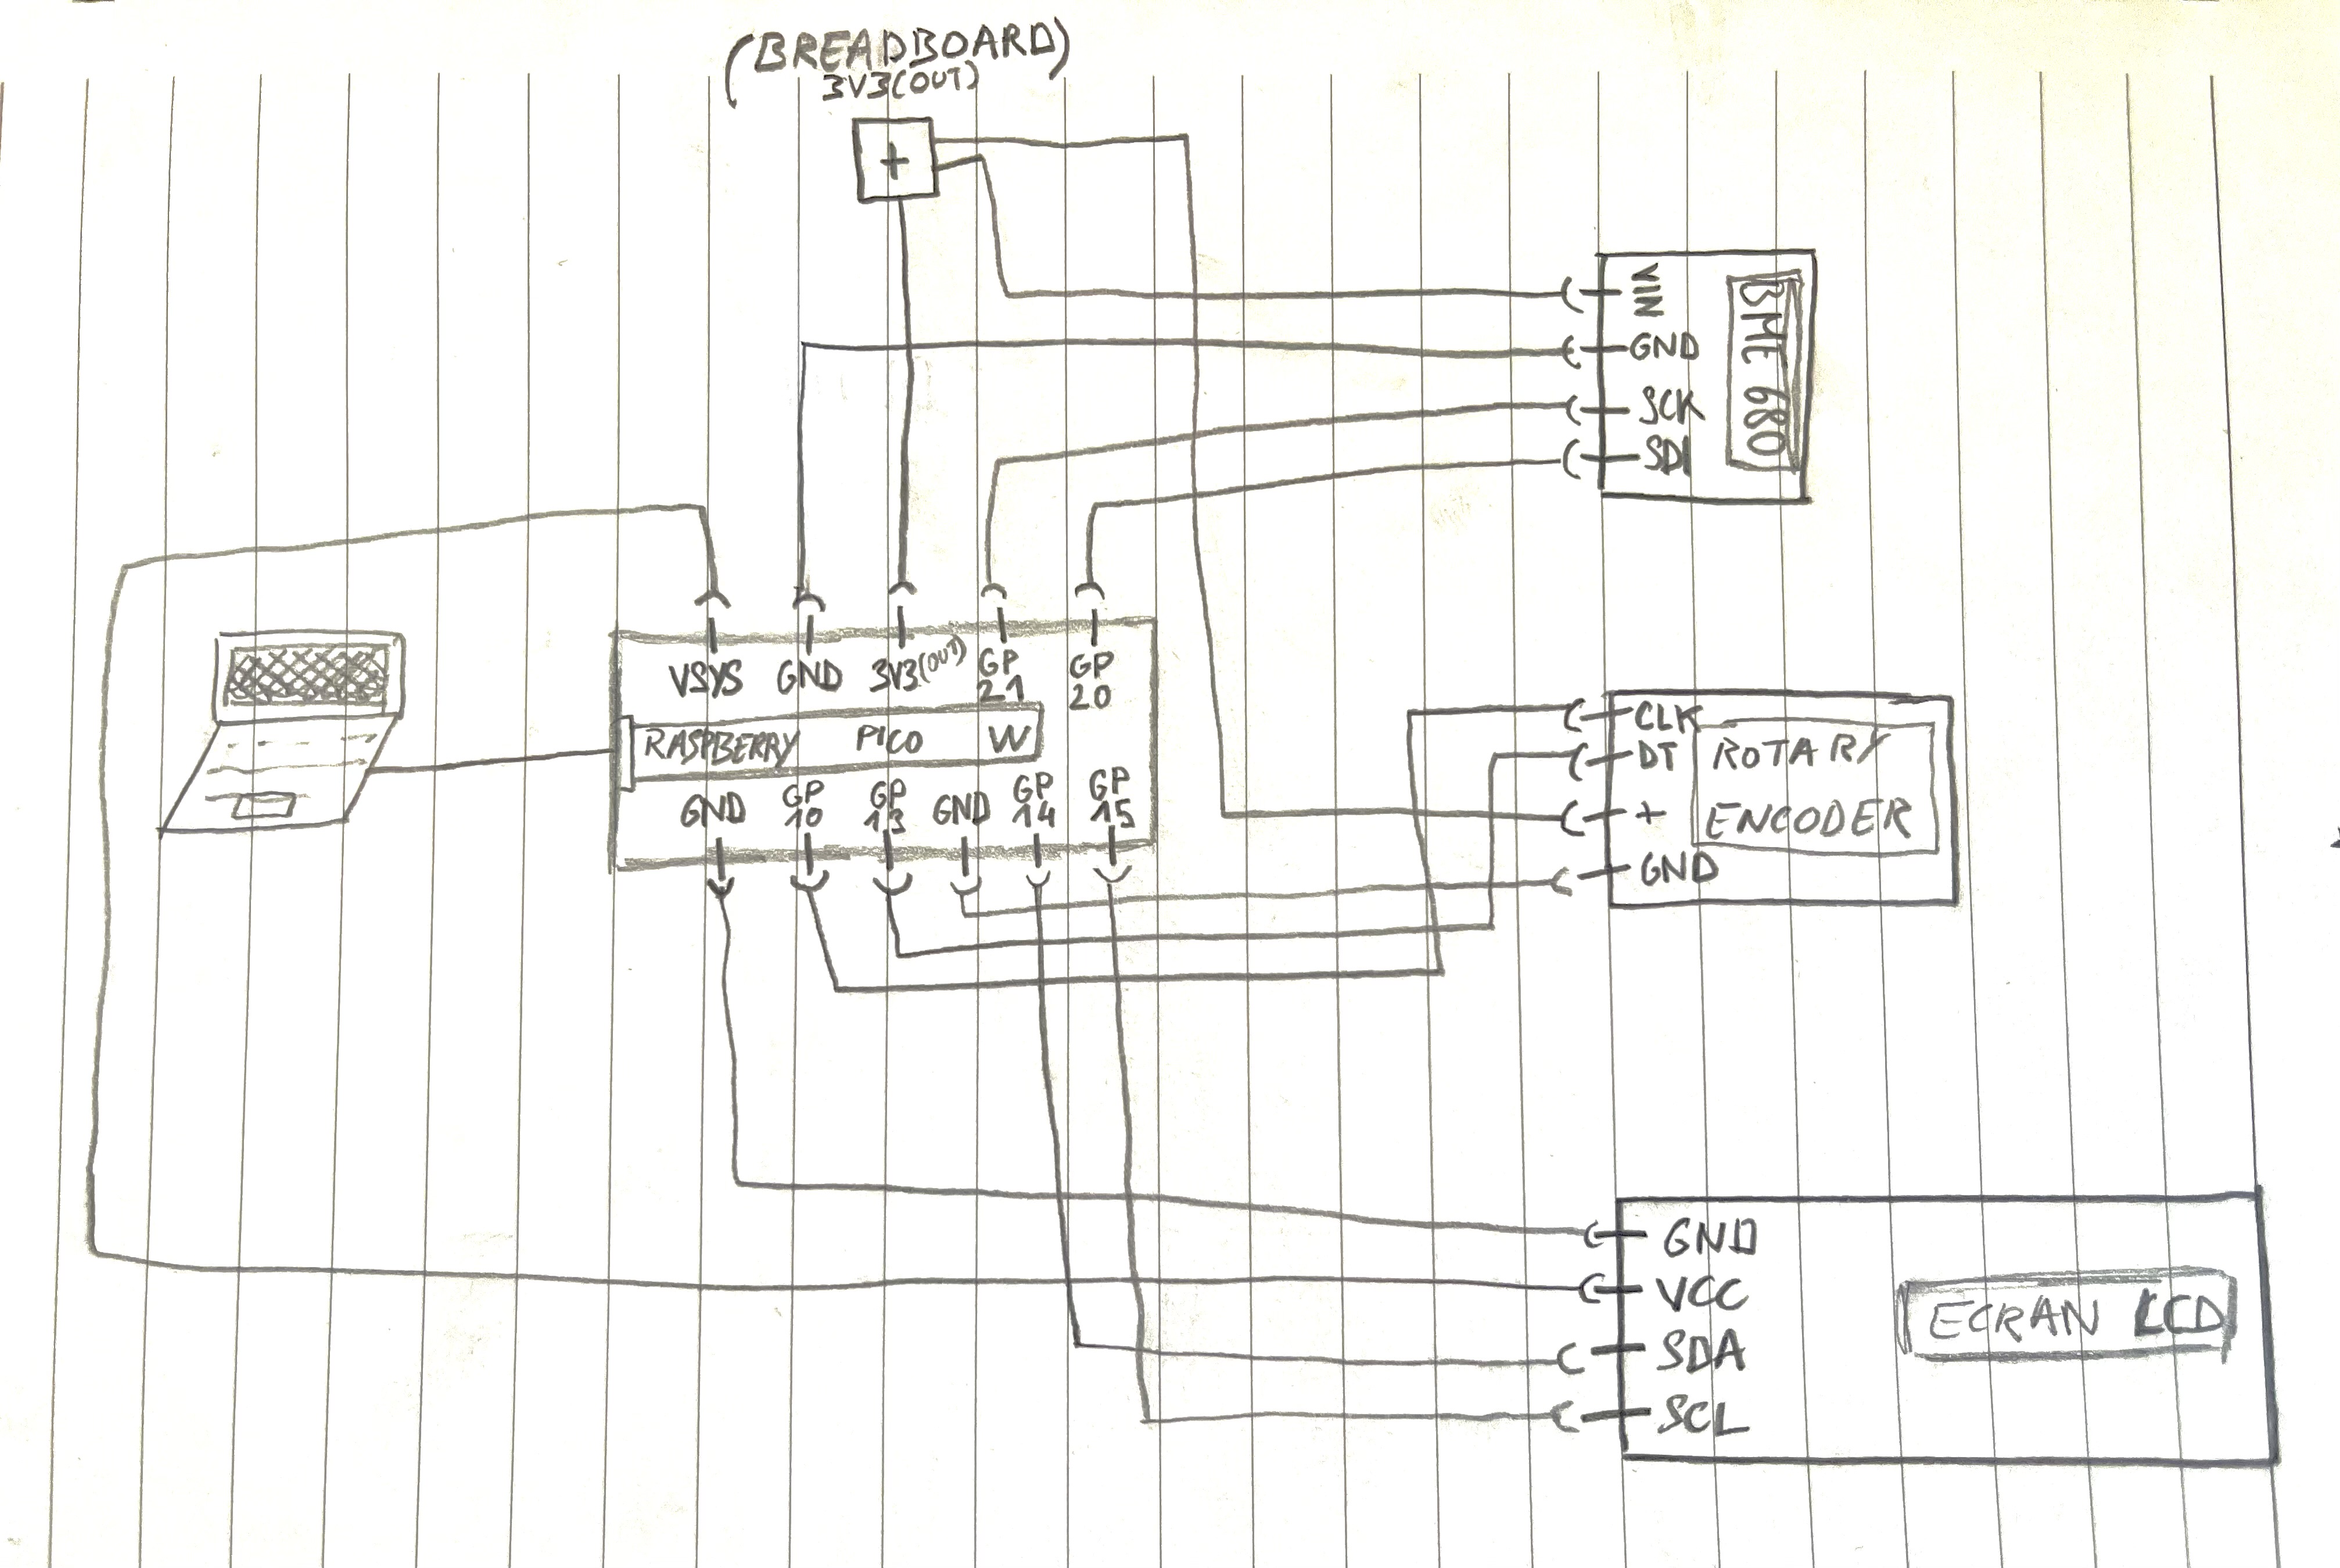 (BREADBOARD)
3V3(OUT)
+
VIN
GND
SCK
SDI
BME 680
VSYS GND 3V3(OUT) GP 21 GP 20
RASPBERRY PICO W
GND GP 10 GP 13 GND GP 14 GP 15
CLK
DT
+
GND
ROTARY
ENCODER
GND
VCC
SDA
SCL
ECRAN LCD